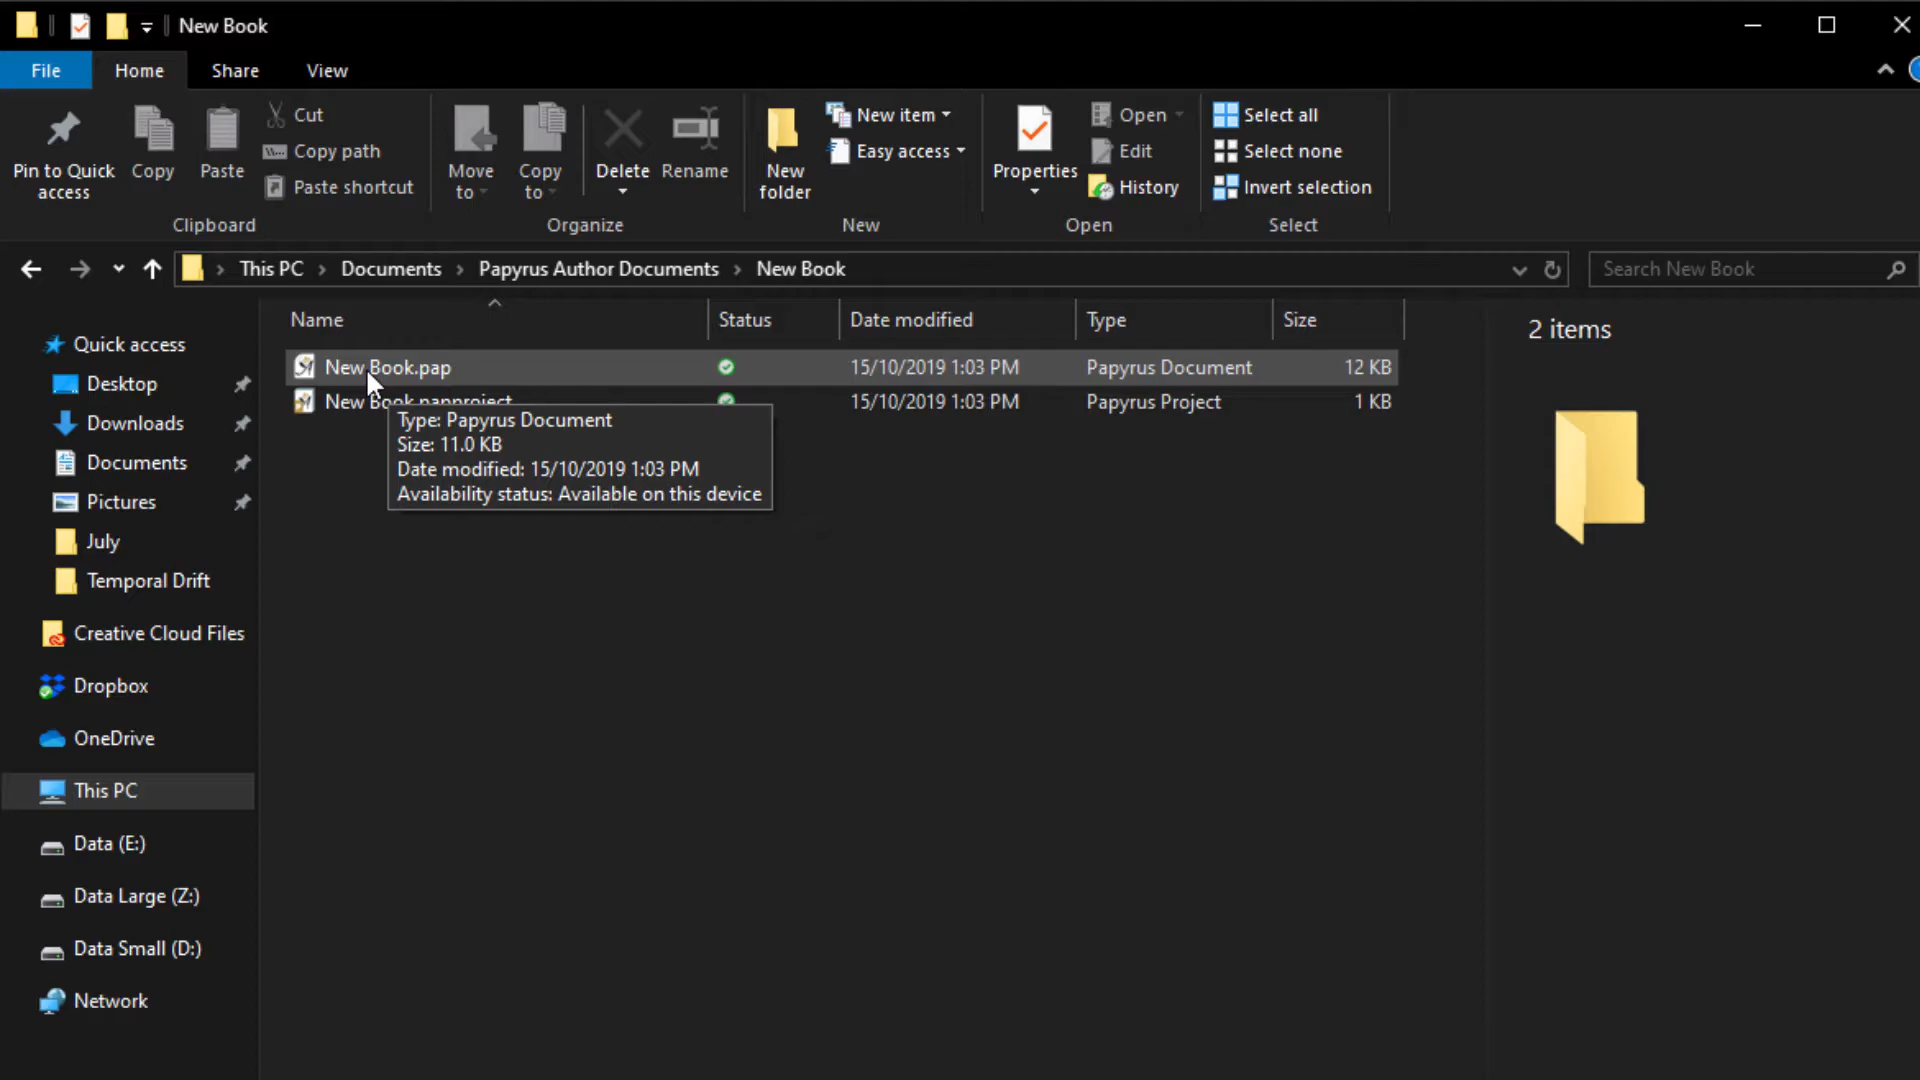 New Book
File Home Share View
Pin to Quick access
Copy
Paste
Cut
Copy path
Paste shortcut
Clipboard
Move to
Copy to
Delete
Rename
Organize
New folder
New item
Easy access
New
Properties
Open
Edit
History
Open
Select all
Select none
Invert selection
Select
This PC Documents Papyrus Author Documents New Book
Search New Book
Quick access
Desktop
Downloads
Documents
Pictures
July
Temporal Drift
Creative Cloud Files
Dropbox
OneDrive
This PC
Data (E:)
Data Large (Z:)
Data Small (D:)
Network
Name Status Date modified Type Size
New Book.pap 15/10/2019 1:03 PM Papyrus Document 12 KB
New Book.papproject 15/10/2019 1:03 PM Papyrus Project 1 KB
Type: Papyrus Document
Size: 11.0 KB
Date modified: 15/10/2019 1:03 PM
Availability status: Available on this device
2 items